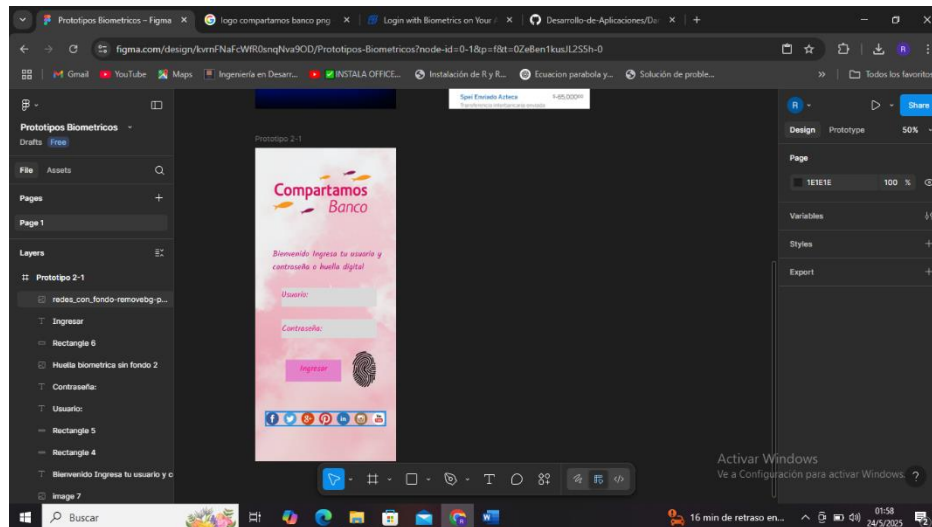 Prototipos Biometricos – Figma
logo compartamos banco png
Login with Biometrics on Your A
Desarrollo-de-Aplicaciones/Da
figma.com/design/kvrnFNaFcWfR0snqNva9OD/Prototipos-Biometricos?node-id=0-1&p=f&t=0ZeBen1kusJL2S5h-0
Gmail
YouTube
Maps
Ingeniería en Desarr...
INSTALA OFFICE...
Instalación de R y R...
Ecuacion parabola y...
Solución de proble...
»
Todos los favoritos
Prototipos Biometricos
Drafts Free
File Assets
Pages
Page 1
Layers
Prototipo 2-1
redes_con_fondo-removebg-p...
Ingresar
Rectangle 6
Huella biometrica sin fondo 2
Contraseña:
Usuario:
Rectangle 5
Rectangle 4
Bienvenido Ingresa tu usuario y c
image 7
Spei Enviado Azteca
Transferencia interbancaria enviada
Prototipo 2-1
Compartamos
Banco
Bienvenido Ingresa tu usuario y
contraseña o huella digital
Usuario:
Contraseña:
Ingresar
R
Share
Design Prototype 50%
Page
1E1E1E 100 %
Variables
Styles
Export
Activar Windows
Ve a Configuración para activar Windows.
?
Buscar
16 min de retraso en...
01:58
24/5/2025